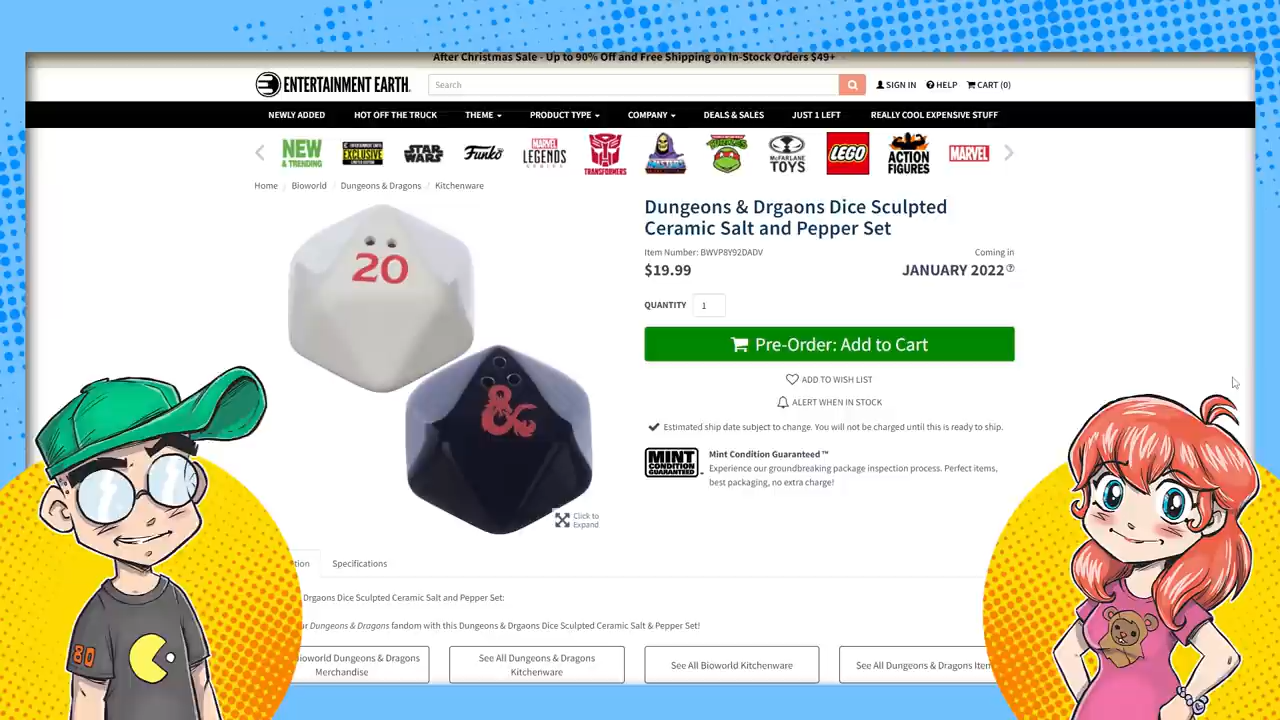 After Christmas Sale - Up to 90% Off and Free Shipping on In-Stock Orders $49+
ENTERTAINMENT EARTH
Search
SIGN IN
HELP
CART (0)
NEWLY ADDED
HOT OFF THE TRUCK
THEME
PRODUCT TYPE
COMPANY
DEALS & SALES
JUST 1 LEFT
REALLY COOL EXPENSIVE STUFF
NEW & TRENDING
EXCLUSIVE
STAR WARS
Funko
MARVEL LEGENDS SERIES
TRANSFORMERS
MASTERS
TURTLES
McFARLANE TOYS
LEGO
ACTION FIGURES
MARVEL
Home / Bioworld / Dungeons & Dragons / Kitchenware
Dungeons & Drgaons Dice Sculpted
Ceramic Salt and Pepper Set
Item Number: BWVP8Y92DADV
Coming in
$19.99
JANUARY 2022
20
QUANTITY 1
Pre-Order: Add to Cart
ADD TO WISH LIST
ALERT WHEN IN STOCK
Estimated ship date subject to change. You will not be charged until this is ready to ship.
MINT CONDITION GUARANTEED
Mint Condition Guaranteed™
Experience our groundbreaking package inspection process. Perfect items,
best packaging, no extra charge!
Click to
Expand
tion
Specifications
Drgaons Dice Sculpted Ceramic Salt and Pepper Set:
ur Dungeons & Dragons fandom with this Dungeons & Drgaons Dice Sculpted Ceramic Salt & Pepper Set!
ioworld Dungeons & Dragons
Merchandise
See All Dungeons & Dragons
Kitchenware
See All Bioworld Kitchenware
See All Dungeons & Dragons Item
80